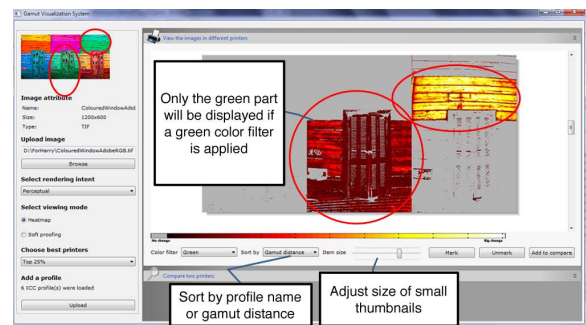 Gamut Visualization System
View the images in different printers
Image attribute
Name: ColouredWindowAdob
Size: 1200x600
Type: TIF
Upload image
D:\ForHarry\ColouredWindowAdobeRGB.tif
Browse
Select rendering intent
Perceptual
Select viewing mode
Heatmap
Soft proofing
Choose best printers
Top 25%
Add a profile
6 ICC profile(s) were loaded
Upload
Only the green part
will be displayed if
a green color filter
is applied
No change
Big change
Color filter Green Sort by Gamut distance Item size Mark Unmark Add to compare
Compare two printers
Sort by profile name
or gamut distance
Adjust size of small
thumbnails